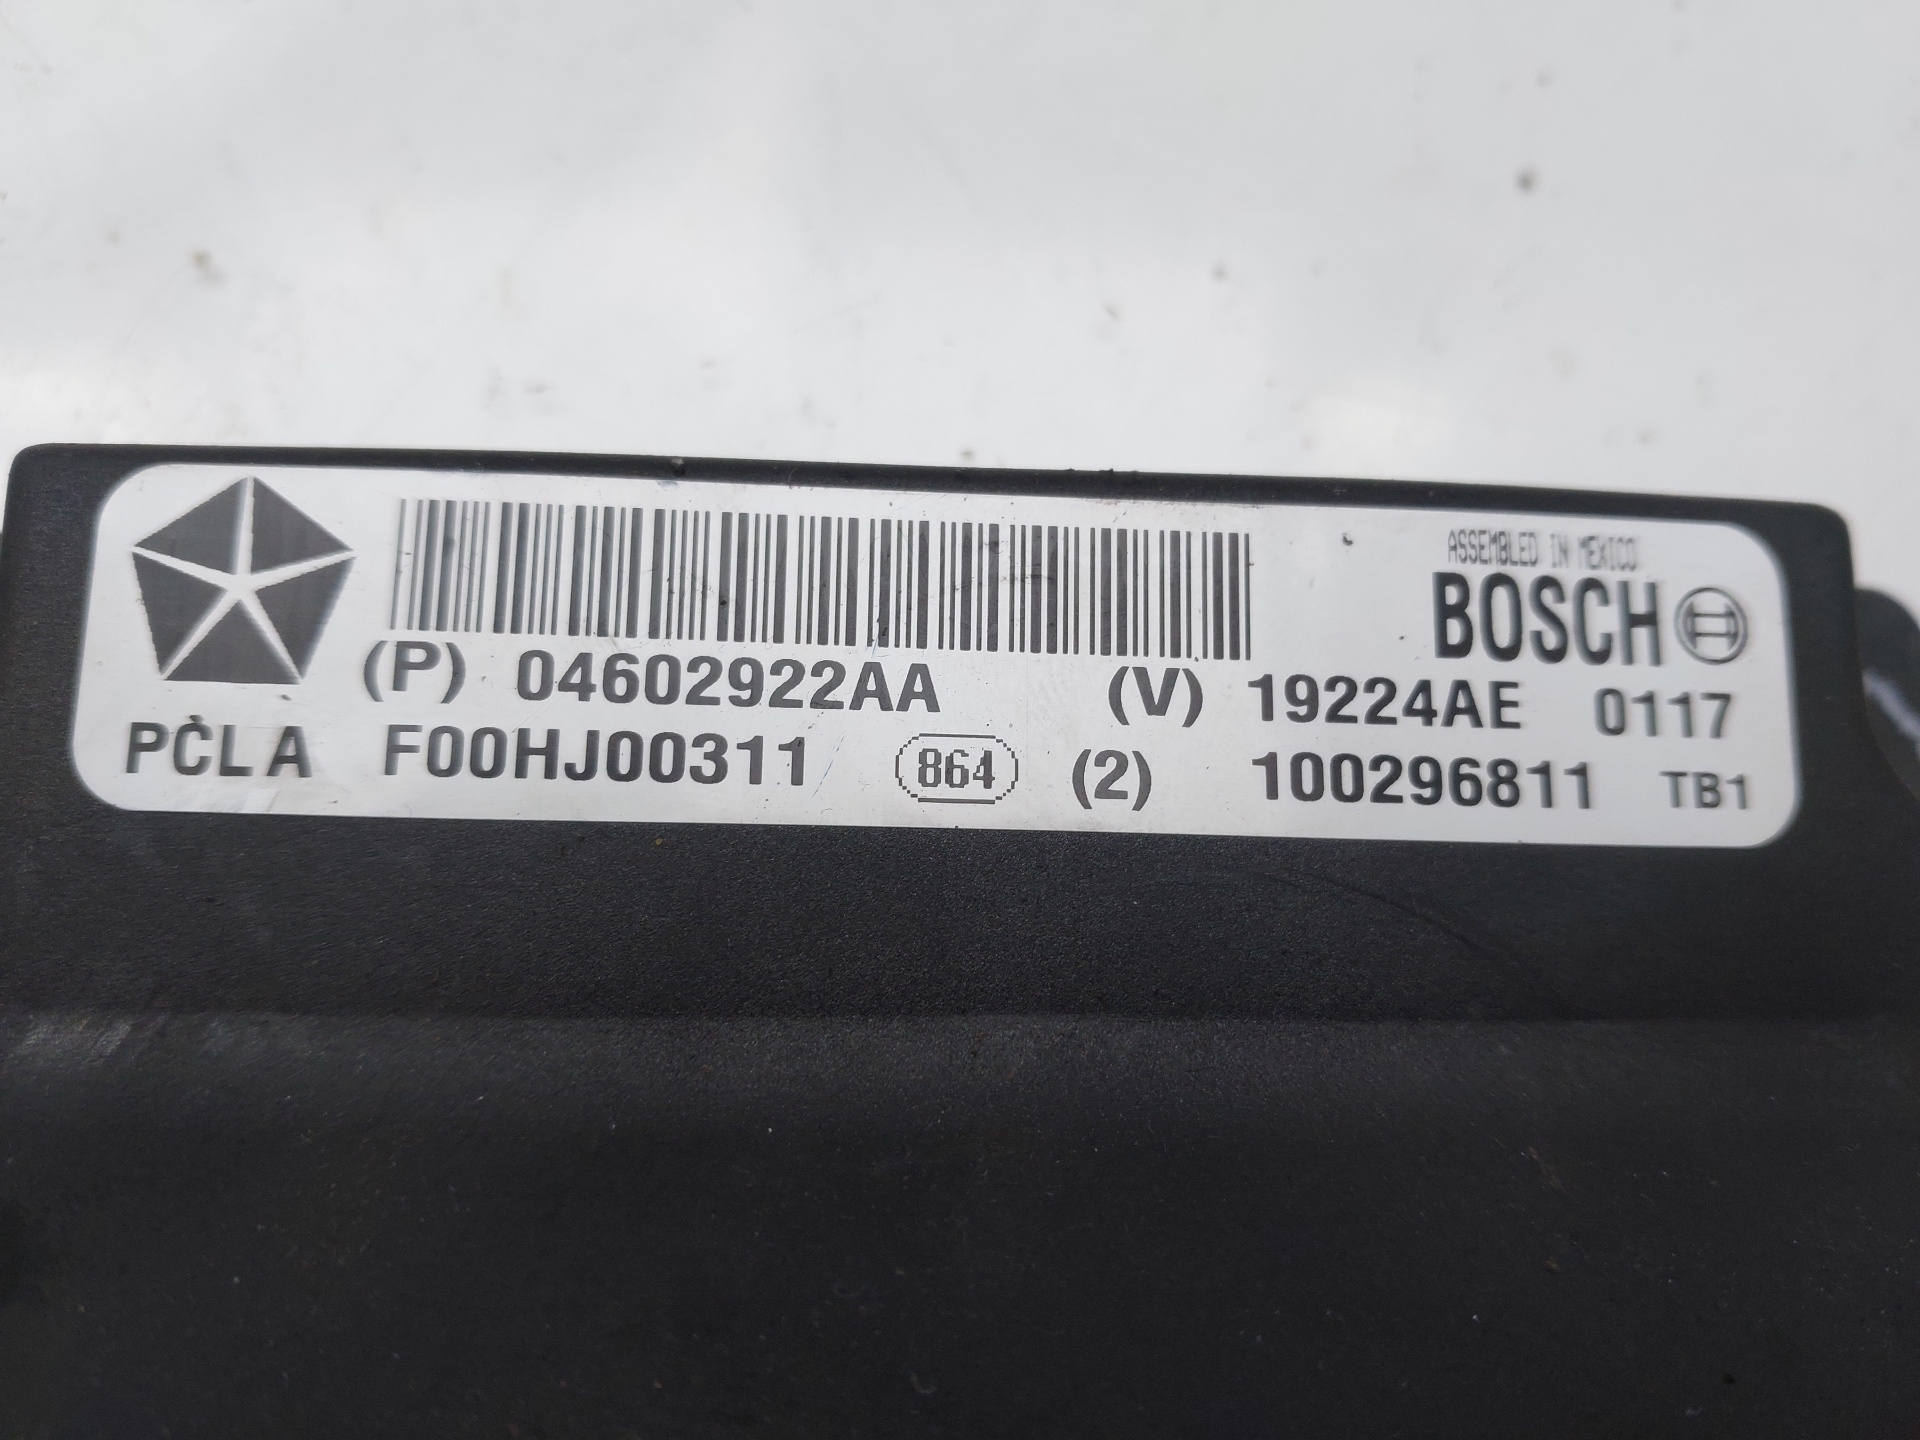 ASSEMBLED IN MEXICO
BOSCH
(P) 04602922AA (V) 19224AE 0117
PCLA F00HJ00311 864 (2) 100296811 TB1